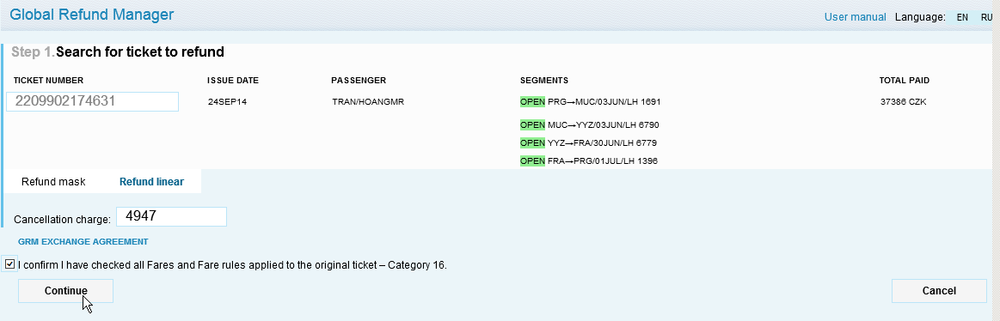 Global Refund Manager
User manual Language: EN RU
Step 1.Search for ticket to refund
TICKET NUMBER ISSUE DATE PASSENGER SEGMENTS TOTAL PAID
2209902174631 24SEP14 TRAN/HOANGMR OPEN PRG→MUC/03JUN/LH 1691 37386 CZK
OPEN MUC→YYZ/03JUN/LH 6790
OPEN YYZ→FRA/30JUN/LH 6779
OPEN FRA→PRG/01JUL/LH 1396
Refund mask Refund linear
Cancellation charge: 4947
GRM EXCHANGE AGREEMENT
I confirm I have checked all Fares and Fare rules applied to the original ticket – Category 16.
Continue Cancel